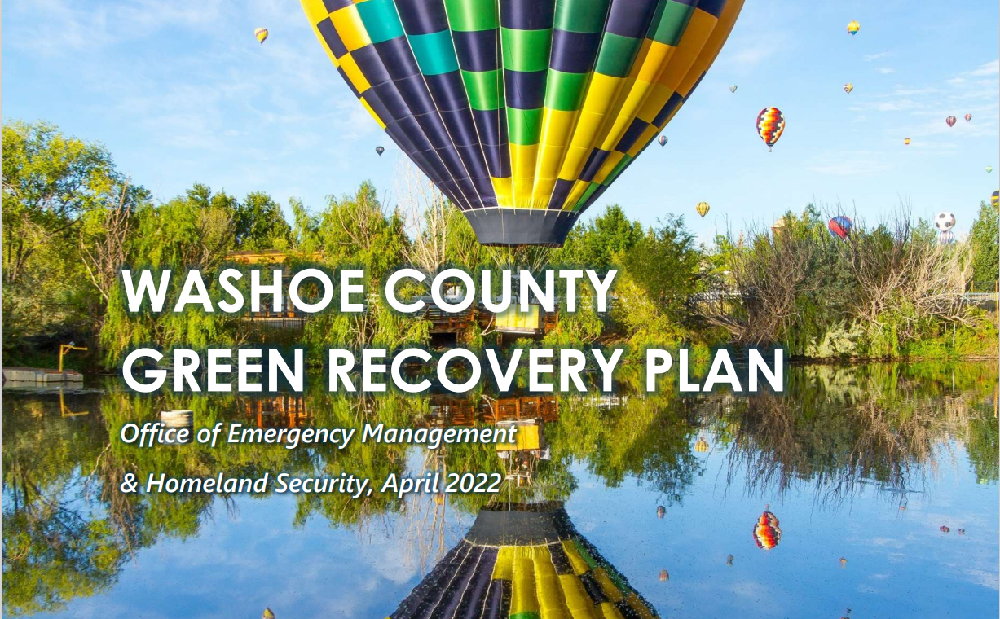 WASHOE COUNTY
GREEN RECOVERY PLAN
Office of Emergency Management
& Homeland Security, April 2022